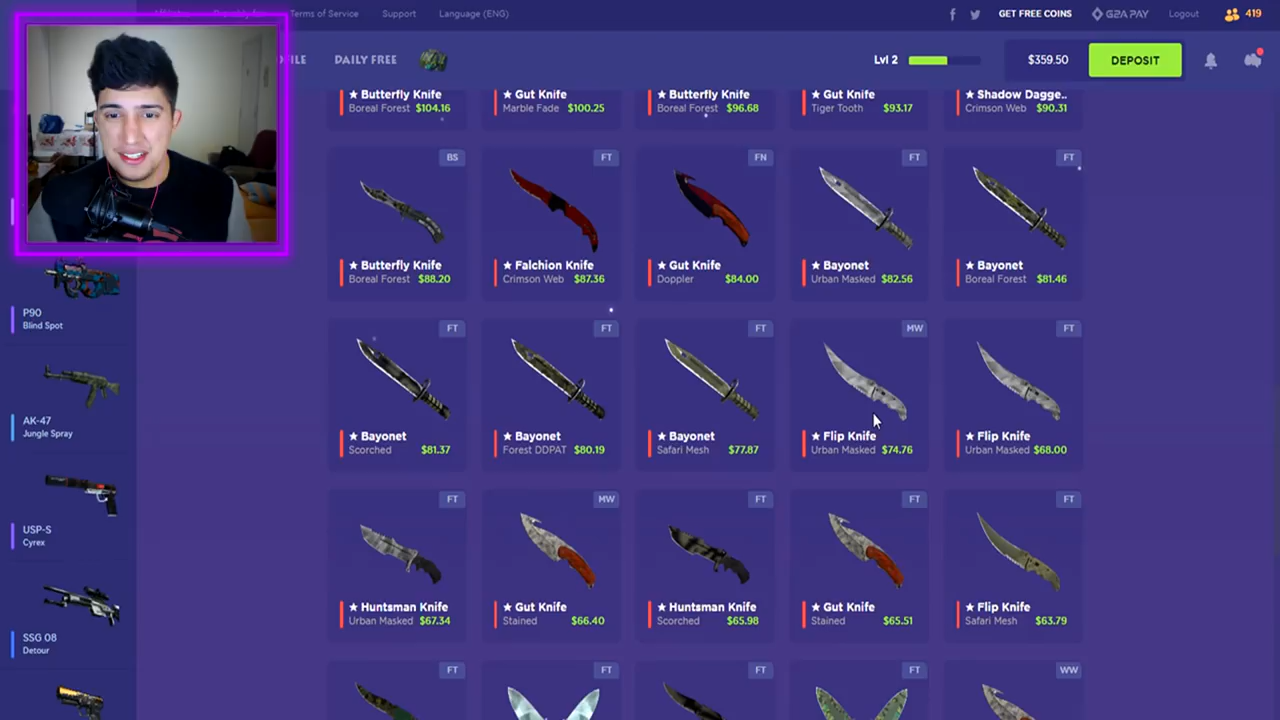 Terms of Service
Support
Language (ENG)
GET FREE COINS
G2A PAY
Logout
419
DAILY FREE
Lvl 2
$359.50
DEPOSIT
★ Butterfly Knife
Boreal Forest $104.16
★ Gut Knife
Marble Fade $100.25
★ Butterfly Knife
Boreal Forest $96.68
★ Gut Knife
Tiger Tooth $93.17
★ Shadow Dagge..
Crimson Web $90.31
BS
★ Butterfly Knife
Boreal Forest $88.20
FT
★ Falchion Knife
Crimson Web $87.36
FN
★ Gut Knife
Doppler $84.00
FT
★ Bayonet
Urban Masked $82.56
FT
★ Bayonet
Boreal Forest $81.46
FT
★ Bayonet
Scorched $81.37
FT
★ Bayonet
Forest DDPAT $80.19
FT
★ Bayonet
Safari Mesh $77.87
MW
★ Flip Knife
Urban Masked $74.76
FT
★ Flip Knife
Urban Masked $68.00
FT
★ Huntsman Knife
Urban Masked $67.34
MW
★ Gut Knife
Stained $66.40
FT
★ Huntsman Knife
Scorched $65.98
FT
★ Gut Knife
Stained $65.51
FT
★ Flip Knife
Safari Mesh $63.79
FT
FT
FT
FT
WW
P90
Blind Spot
AK-47
Jungle Spray
USP-S
Cyrex
SSG 08
Detour